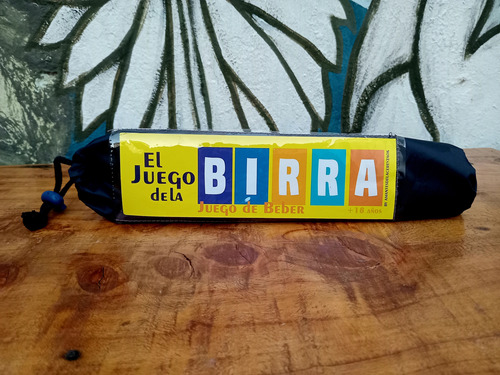 EL
JUEGO
de LA
BIRRA
Juego de Beber
+ 18 años